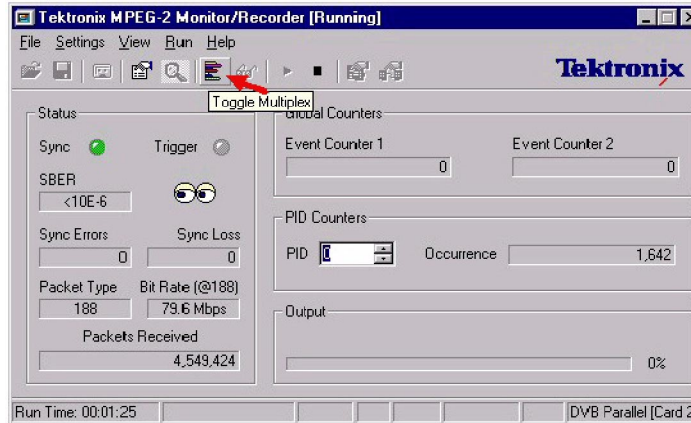 Tektronix MPEG-2 Monitor/Recorder [Running]
File Settings View Run Help
Tektronix
Toggle Multiplex
Status
Sync
Trigger
SBER
<10E-6
Sync Errors
Sync Loss
0
0
Packet Type
Bit Rate (@188)
188
79.6 Mbps
Packets Received
4,549,424
Global Counters
Event Counter 1
Event Counter 2
0
0
PID Counters
PID
0
Occurrence
1,642
Output
0%
Run Time: 00:01:25
DVB Parallel [Card 2